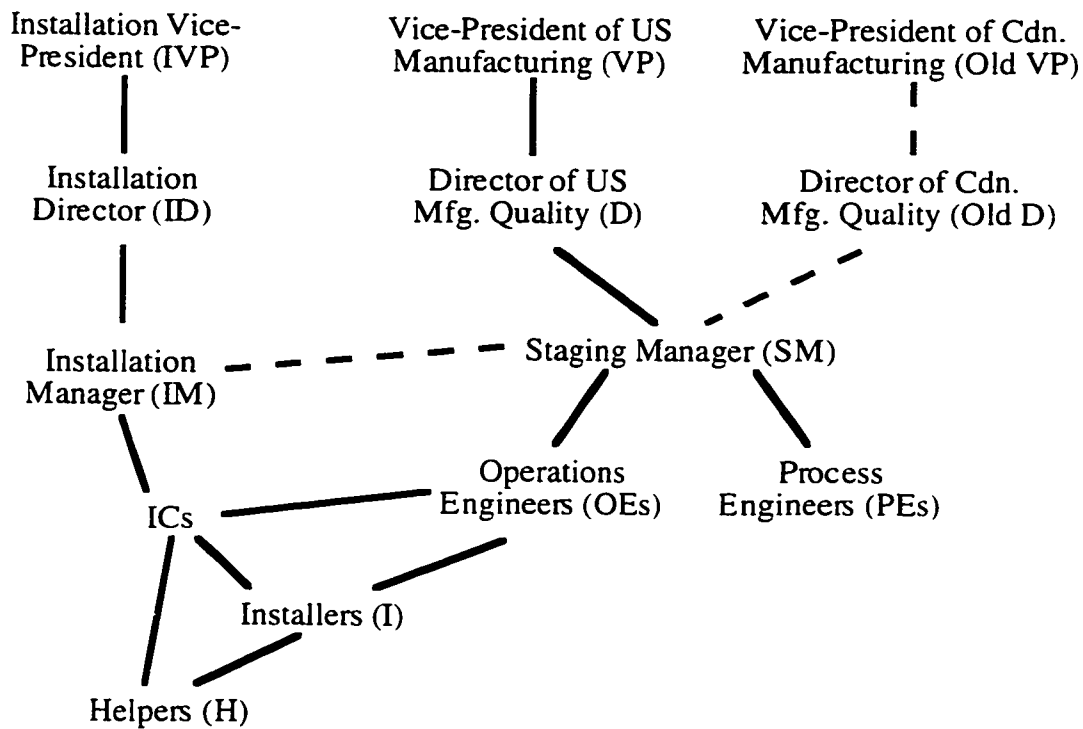 Installation Vice-
President (IVP)
Vice-President of US
Manufacturing (VP)
Vice-President of Cdn.
Manufacturing (Old VP)
Installation
Director (ID)
Director of US
Mfg. Quality (D)
Director of Cdn.
Mfg. Quality (Old D)
Installation
Manager (IM)
Staging Manager (SM)
Operations
Engineers (OEs)
Process
Engineers (PEs)
ICs
Installers (I)
Helpers (H)